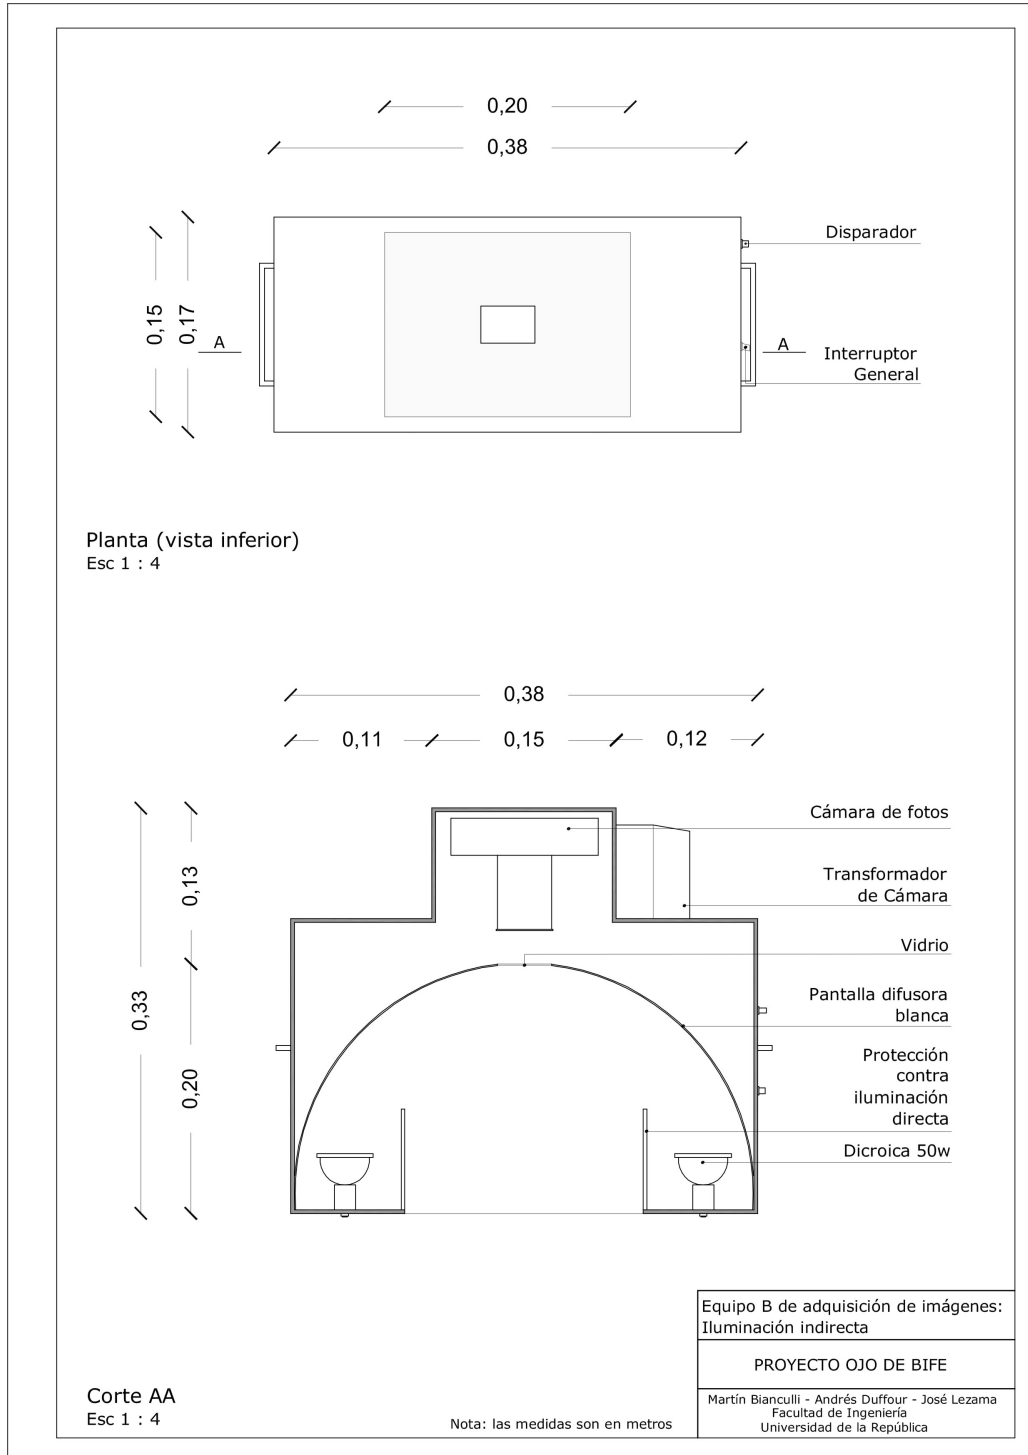 0,20
0,38
Disparador
0,15
0,17
A
A
Interruptor
General
Planta (vista inferior)
Esc 1 : 4
0,38
0,11
0,15
0,12
Cámara de fotos
0,13
Transformador
de Cámara
Vidrio
Pantalla difusora
blanca
0,33
Protección
contra
iluminación
directa
0,20
Dicroica 50w
Equipo B de adquisición de imágenes:
Iluminación indirecta
PROYECTO OJO DE BIFE
Martín Bianculli - Andrés Duffour - José Lezama
Facultad de Ingeniería
Universidad de la República
Corte AA
Esc 1 : 4
Nota: las medidas son en metros